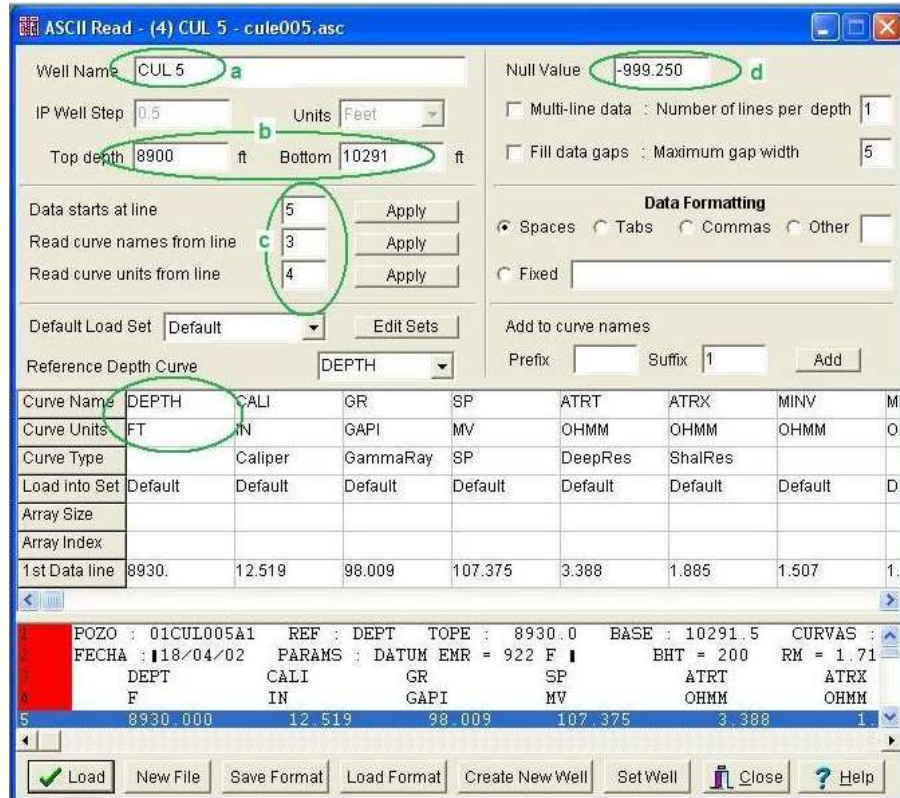 ASCII Read - (4) CUL 5 - cule005.asc
Well Name CUL 5 a
IP Well Step 0.5 Units Feet
b
Top depth 8900 ft Bottom 10291 ft
Null Value -999.250 d
Multi-line data : Number of lines per depth 1
Fill data gaps : Maximum gap width 5
Data starts at line 5 Apply
Read curve names from line c 3 Apply
Read curve units from line 4 Apply
Data Formatting
Spaces Tabs Commas Other
Fixed
Default Load Set Default Edit Sets
Reference Depth Curve DEPTH
Add to curve names
Prefix Suffix 1 Add
Curve Name DEPTH CALI GR SP ATRT ATRX MINV M
Curve Units FT IN GAPI MV OHMM OHMM OHMM O
Curve Type Caliper GammaRay SP DeepRes ShalRes
Load into Set Default Default Default Default Default Default Default D
Array Size
Array Index
1st Data line 8930. 12.519 98.009 107.375 3.388 1.885 1.507 1.
1 POZO : 01CUL005A1 REF : DEPT TOPE : 8930.0 BASE : 10291.5 CURVAS :
2 FECHA : 18/04/02 PARAMS : DATUM EMR = 922 F BHT = 200 RM = 1.71
3 DEPT CALI GR SP ATRT ATRX
4 F IN GAPI MV OHMM OHMM
5 8930.000 12.519 98.009 107.375 3.388 1.
Load New File Save Format Load Format Create New Well Set Well Close ? Help